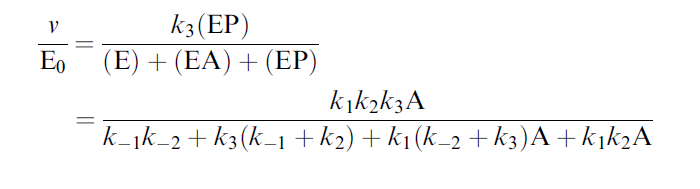 v/E₀ = k₃(EP) / ((E) + (EA) + (EP))
= k₁k₂k₃A / (k₋₁k₋₂ + k₃(k₋₁ + k₂) + k₁(k₋₂ + k₃)A + k₁k₂A)